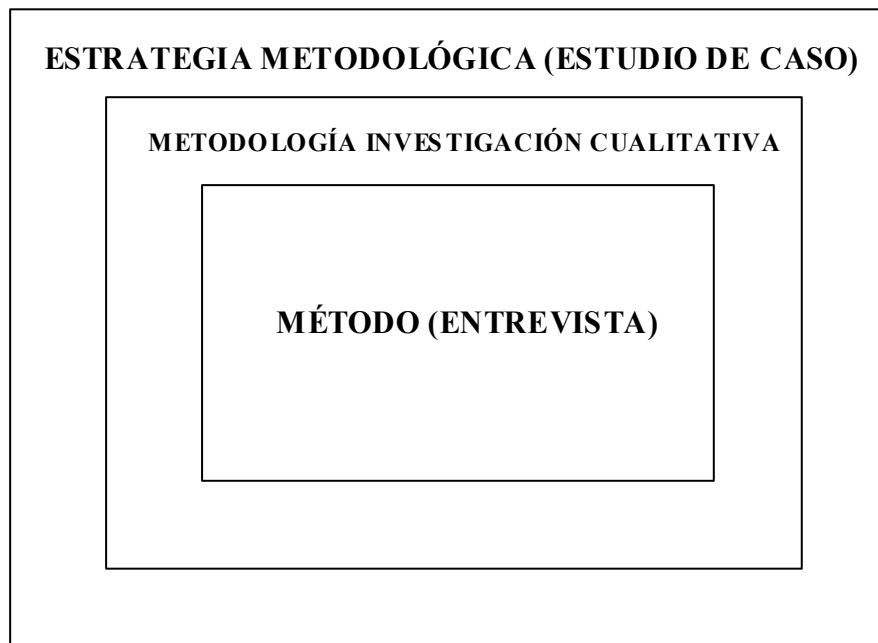 ESTRATEGIA METODOLÓGICA (ESTUDIO DE CASO)
METODOLOGÍA INVESTIGACIÓN CUALITATIVA
MÉTODO (ENTREVISTA)